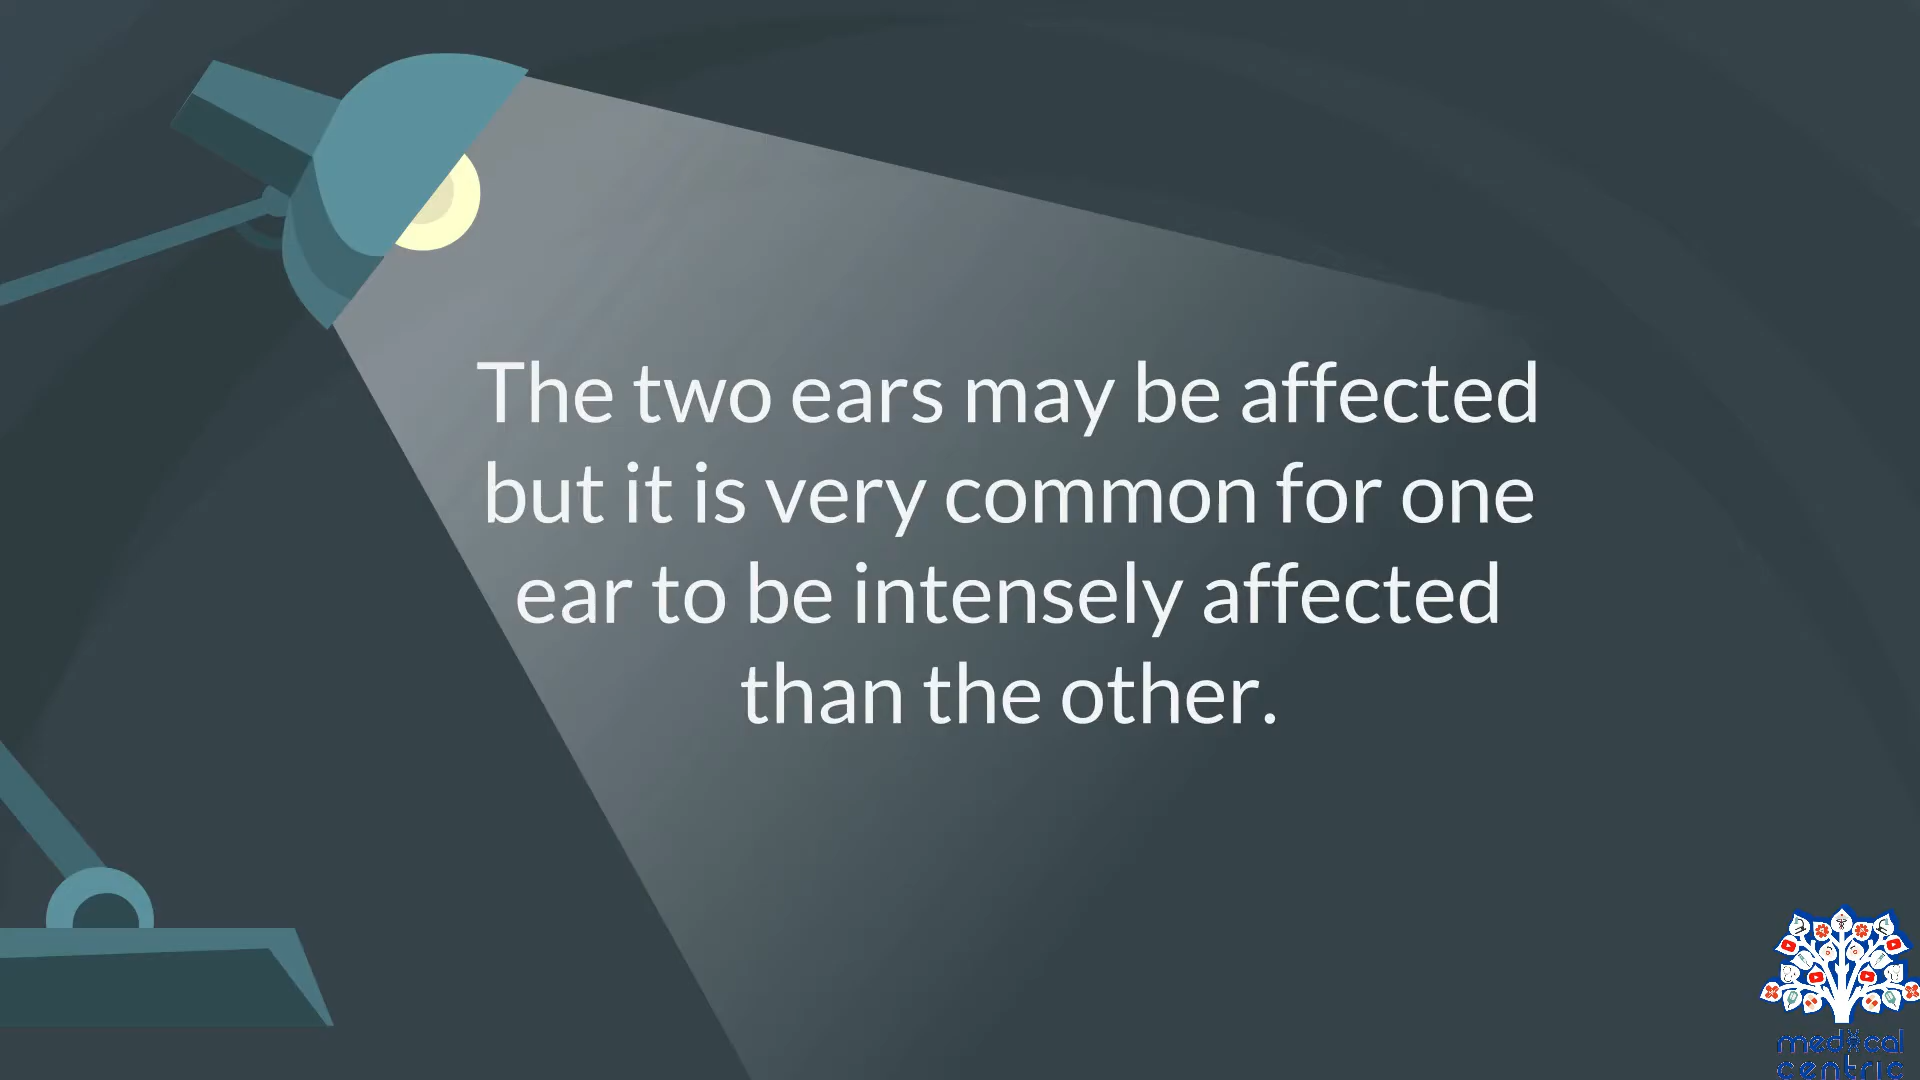 The two ears may be affected
but it is very common for one
ear to be intensely affected
than the other.
medical
centric